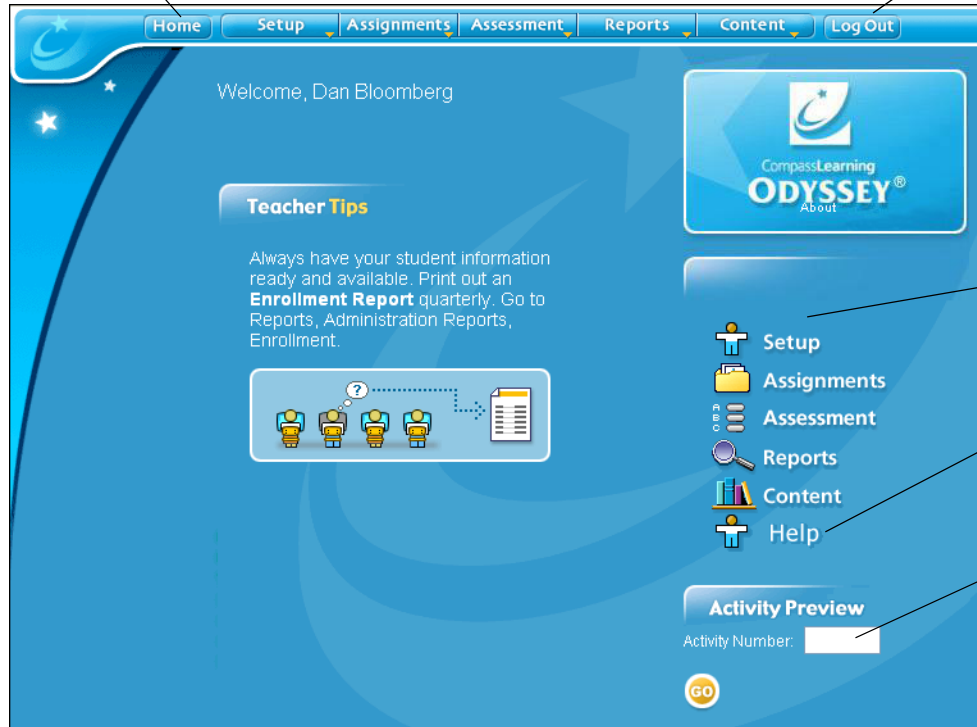 Home Setup Assignments Assessment Reports Content Log Out
Welcome, Dan Bloomberg
CompassLearning
ODYSSEY®
About
Teacher Tips
Always have your student information
ready and available. Print out an
Enrollment Report quarterly. Go to
Reports, Administration Reports,
Enrollment.
?
Setup
Assignments
A
B
C
Assessment
Reports
Content
Help
Activity Preview
Activity Number:
GO